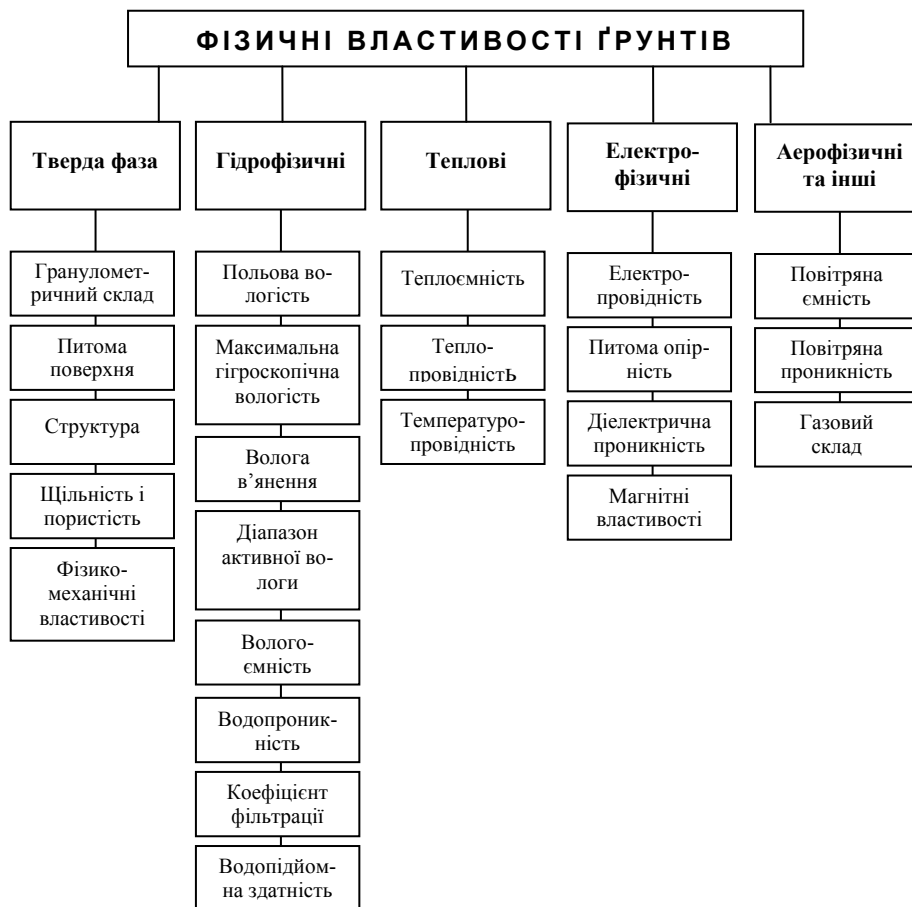 ФІЗИЧНІ ВЛАСТИВОСТІ ҐРУНТІВ
Тверда фаза
Грануломет-
ричний склад
Питома
поверхня
Структура
Щільність і
пористість
Фізико-
механічні
властивості
Гідрофізичні
Польова во-
логість
Максимальна
гігроскопічна
вологість
Волога
в’янення
Діапазон
активної во-
логи
Волого-
ємність
Водопроник-
ність
Коефіцієнт
фільтрації
Водопідйом-
на здатність
Теплові
Теплоємність
Тепло-
провідність
Температуро-
провідність
Електро-
фізичні
Електро-
провідність
Питома опір-
ність
Діелектрична
проникність
Магнітні
властивості
Аерофізичні
та інші
Повітряна
ємність
Повітряна
проникність
Газовий
склад